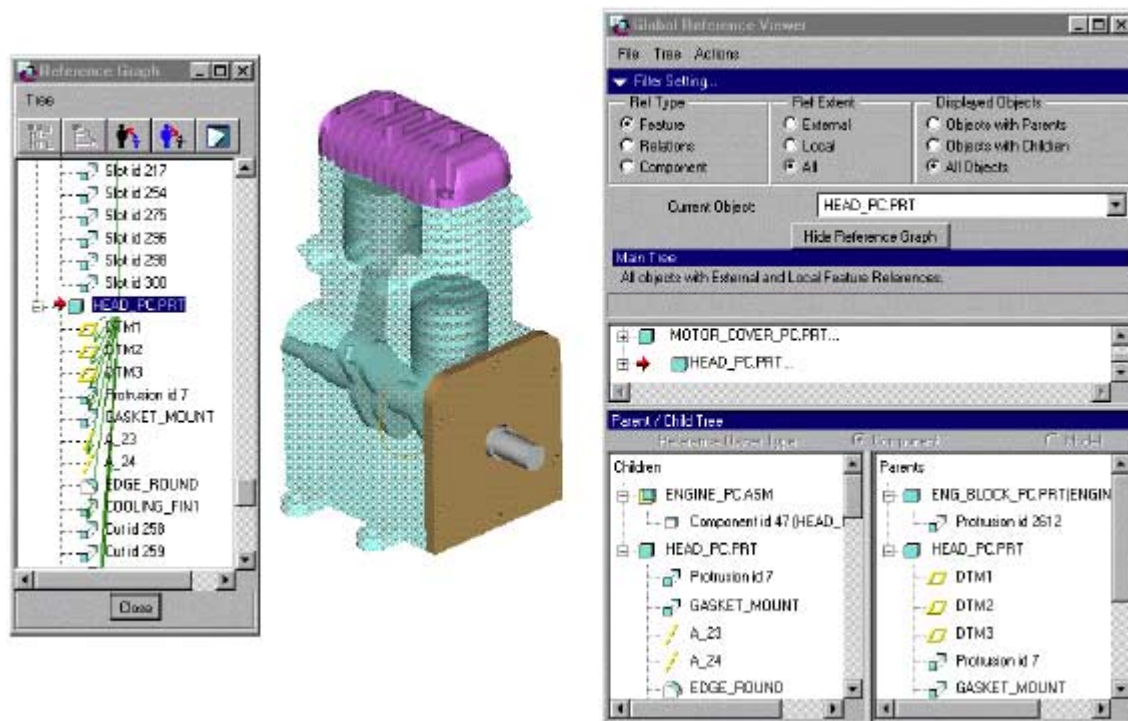 Reference Graph
Tree
Slot id 217
Slot id 254
Slot id 275
Slot id 296
Slot id 298
Slot id 300
HEAD_PC.PRT
DTM1
DTM2
DTM3
Protrusion id 7
GASKET_MOUNT
A_23
A_24
EDGE_ROUND
COOLING_FIN1
Cut id 258
Cut id 259
Close
Global Reference Viewer
File Tree Actions
Filter Setting...
Ref Type Ref Extent Displayed Objects
Feature External Objects with Parents
Relations Local Objects with Children
Component All All Objects
Current Object: HEAD_PC.PRT
Hide Reference Graph
Main Tree
All objects with External and Local Feature References.
MOTOR_COVER_PC.PRT...
HEAD_PC.PRT...
Parent / Child Tree
Reference Owner Type Component Model
Children
ENGINE_PC.ASM
Component id 47 (HEAD_
HEAD_PC.PRT
Protrusion id 7
GASKET_MOUNT
A_23
A_24
EDGE_ROUND
Parents
ENG_BLOCK_PC.PRT(ENGIN
Protrusion id 2612
HEAD_PC.PRT
DTM1
DTM2
DTM3
Protrusion id 7
GASKET_MOUNT